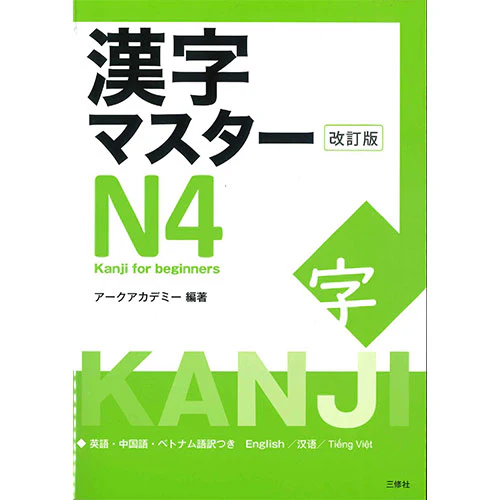 漢字
マスター 改訂版
N4
Kanji for beginners
アークアカデミー 編著
字
KANJI
◆ 英語・中国語・ベトナム語訳つき English／汉语／Tiếng Việt
三修社